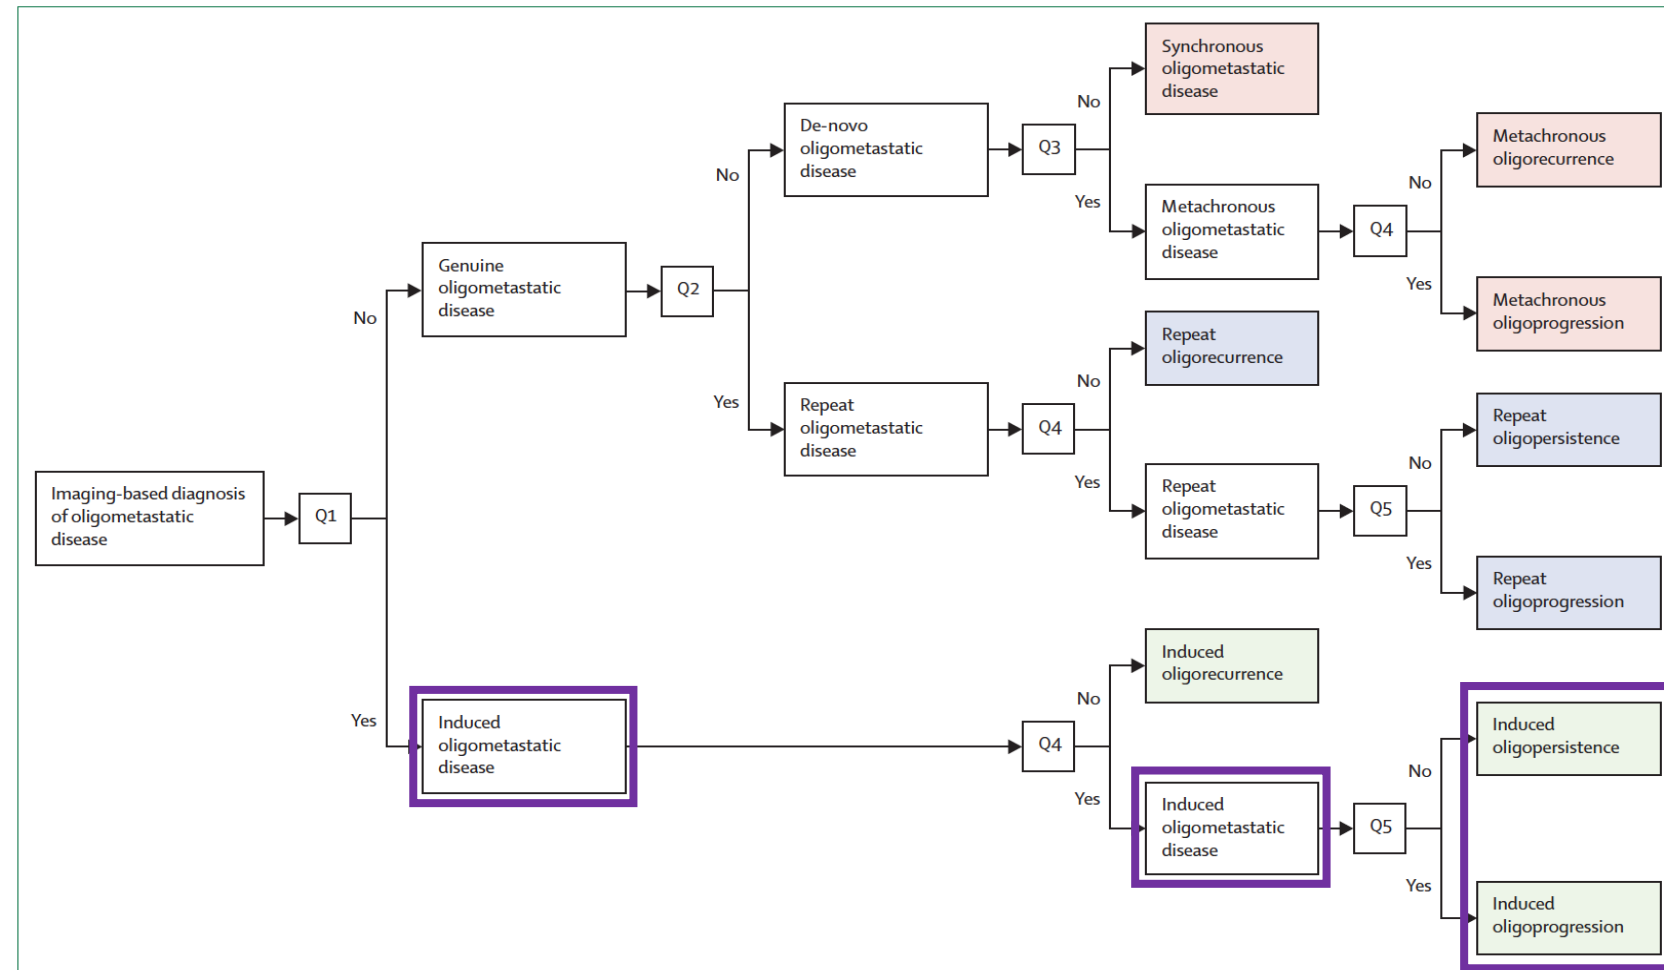 Imaging-based diagnosis
of oligometastatic
disease
Q1
No
Yes
Genuine
oligometastatic
disease
Q2
No
Yes
De-novo
oligometastatic
disease
Q3
No
Yes
Synchronous
oligometastatic
disease
Metachronous
oligometastatic
disease
Q4
No
Yes
Metachronous
oligorecurrence
Metachronous
oligoprogression
Repeat
oligometastatic
disease
Q4
No
Yes
Repeat
oligorecurrence
Repeat
oligometastatic
disease
Q5
No
Yes
Repeat
oligopersistence
Repeat
oligoprogression
Induced
oligometastatic
disease
Q4
No
Yes
Induced
oligorecurrence
Induced
oligometastatic
disease
Q5
No
Yes
Induced
oligopersistence
Induced
oligoprogression